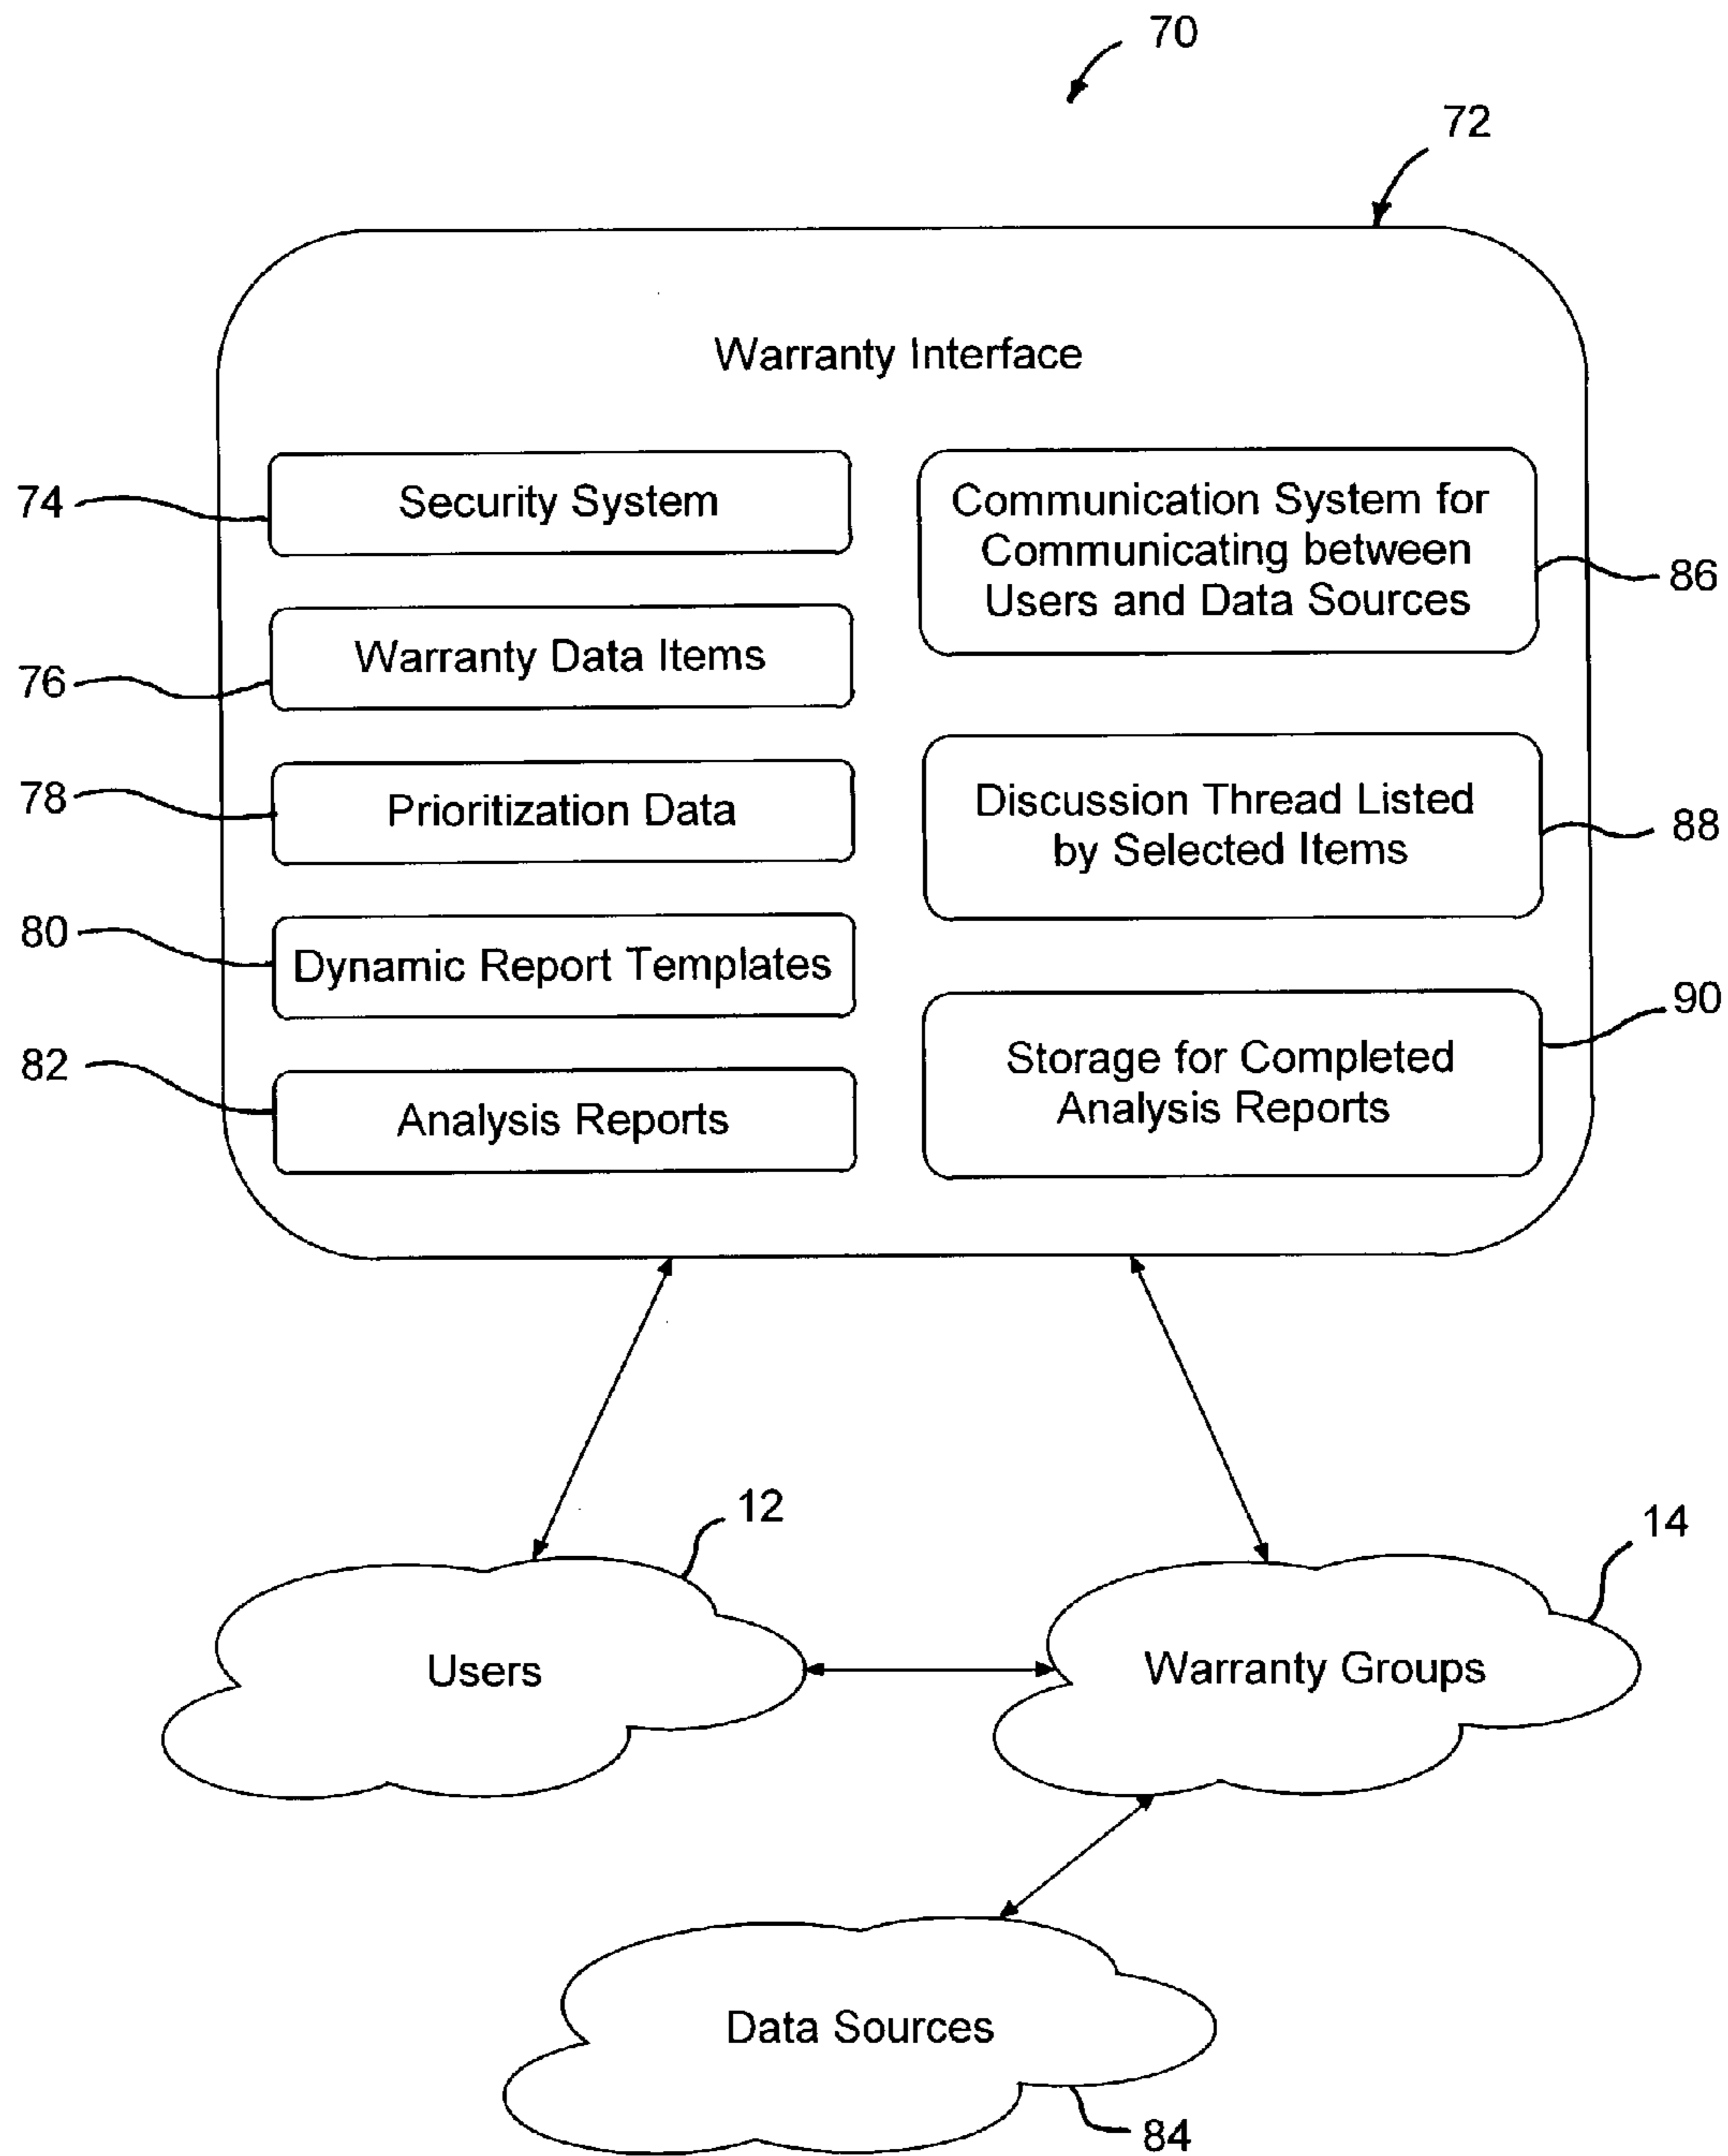 70
72
Warranty Interface
74
Security System
Communication System for
Communicating between
Users and Data Sources
86
76
Warranty Data Items
78
Prioritization Data
Discussion Thread Listed
by Selected Items
88
80
Dynamic Report Templates
90
82
Analysis Reports
Storage for Completed
Analysis Reports
12
14
Users
Warranty Groups
Data Sources
84